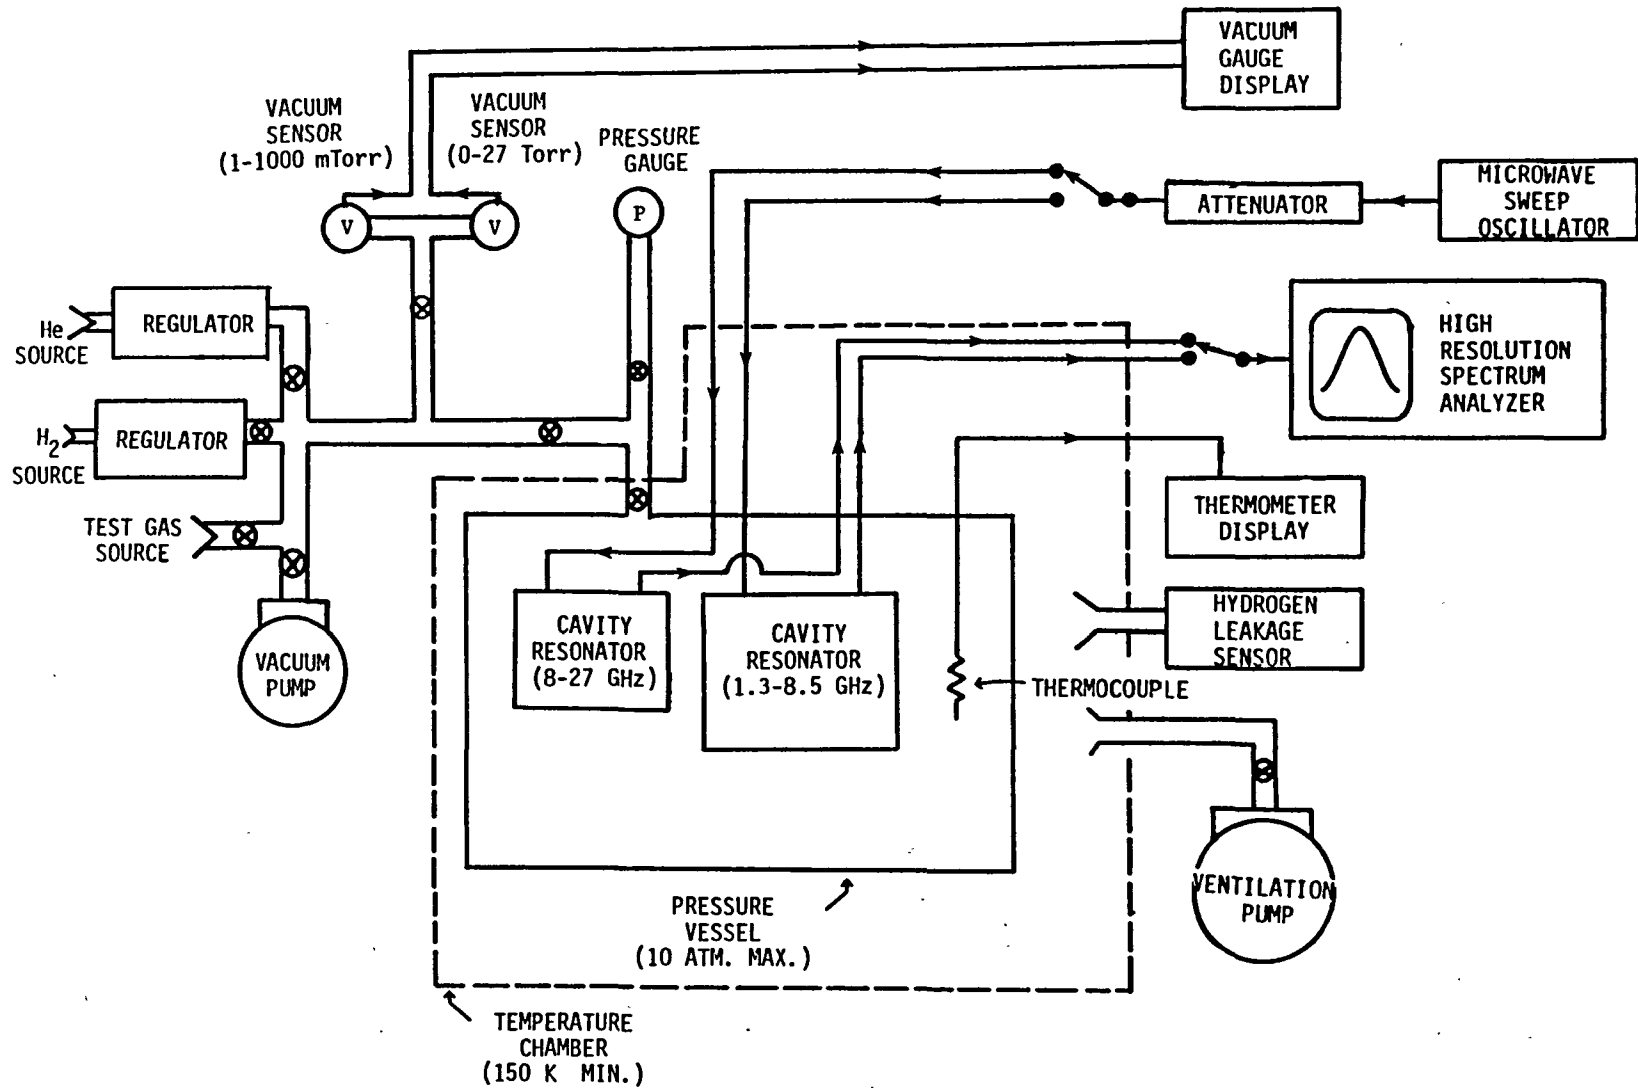 VACUUM
GAUGE
DISPLAY
VACUUM
SENSOR
(1-1000 mTorr)
VACUUM
SENSOR
(0-27 Torr)
PRESSURE
GAUGE
MICROWAVE
SWEEP
OSCILLATOR
ATTENUATOR
V
V
P
He
SOURCE
REGULATOR
H2
SOURCE
REGULATOR
HIGH
RESOLUTION
SPECTRUM
ANALYZER
TEST GAS
SOURCE
THERMOMETER
DISPLAY
VACUUM
PUMP
CAVITY
RESONATOR
(8-27 GHz)
CAVITY
RESONATOR
(1.3-8.5 GHz)
HYDROGEN
LEAKAGE
SENSOR
THERMOCOUPLE
VENTILATION
PUMP
PRESSURE
VESSEL
(10 ATM. MAX.)
TEMPERATURE
CHAMBER
(150 K MIN.)